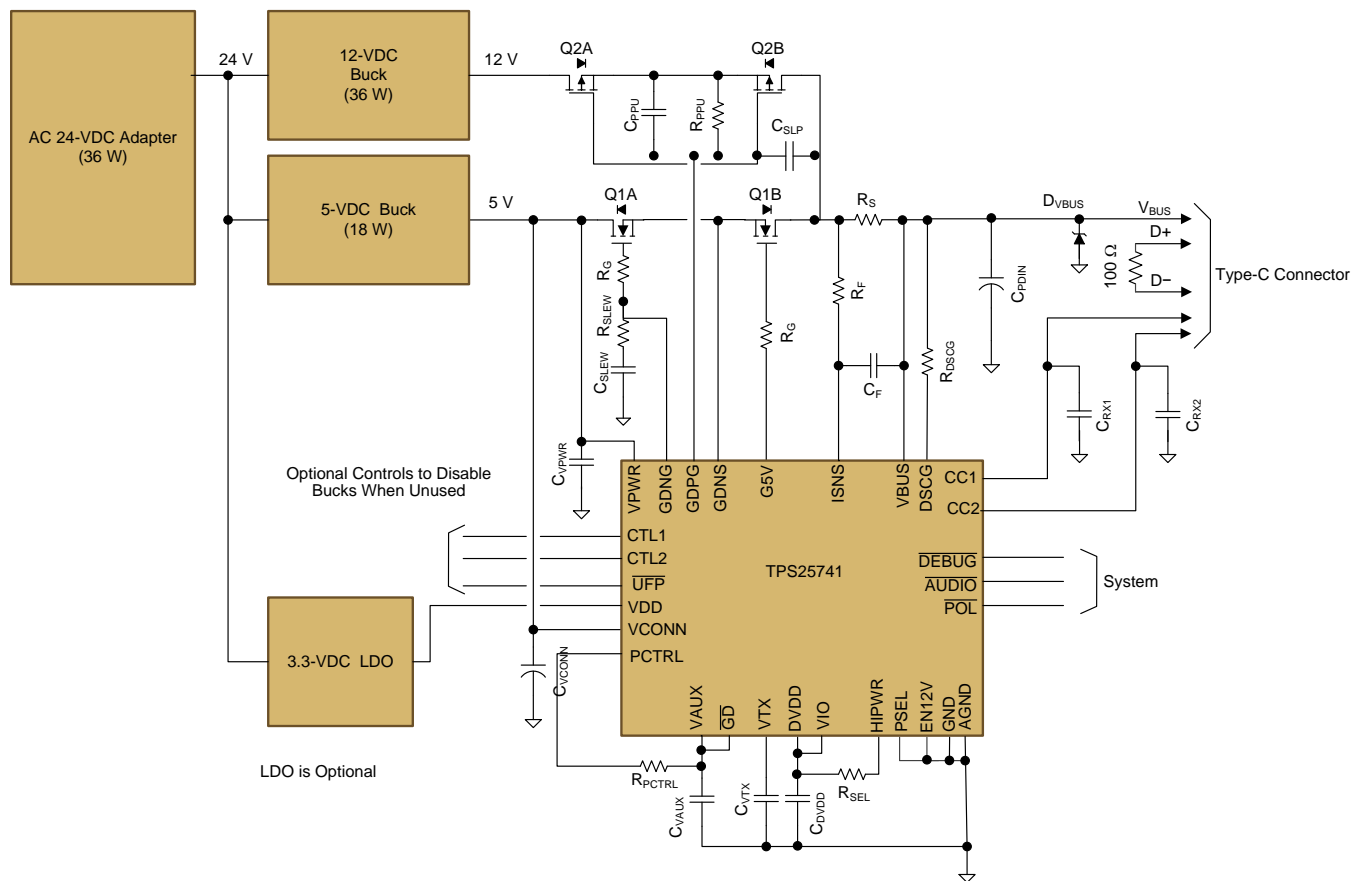 AC 24-VDC Adapter
(36 W)
24 V
12-VDC
Buck
(36 W)
12 V
Q2A
Q2B
CPPU
RPPU
CSLP
5-VDC Buck
(18 W)
5 V
Q1A
Q1B
RG
RSLEW
CSLEW
RG
RS
RF
CF
RDSCG
CPDIN
DVBUS
VBUS
D+
100 Ω
D−
Type-C Connector
CRX1
CRX2
CVPWR
Optional Controls to Disable
Bucks When Unused
VPWR
GDNG
GDPG
GDNS
G5V
ISNS
VBUS
DSCG
CC1
CC2
CTL1
CTL2
UFP
VDD
VCONN
PCTRL
TPS25741
DEBUG
AUDIO
POL
System
3.3-VDC LDO
CVCONN
VAUX
GD
VTX
DVDD
VIO
HIPWR
PSEL
EN12V
GND
AGND
LDO is Optional
RPCTRL
CVAUX
CVTX
CDVDD
RSEL